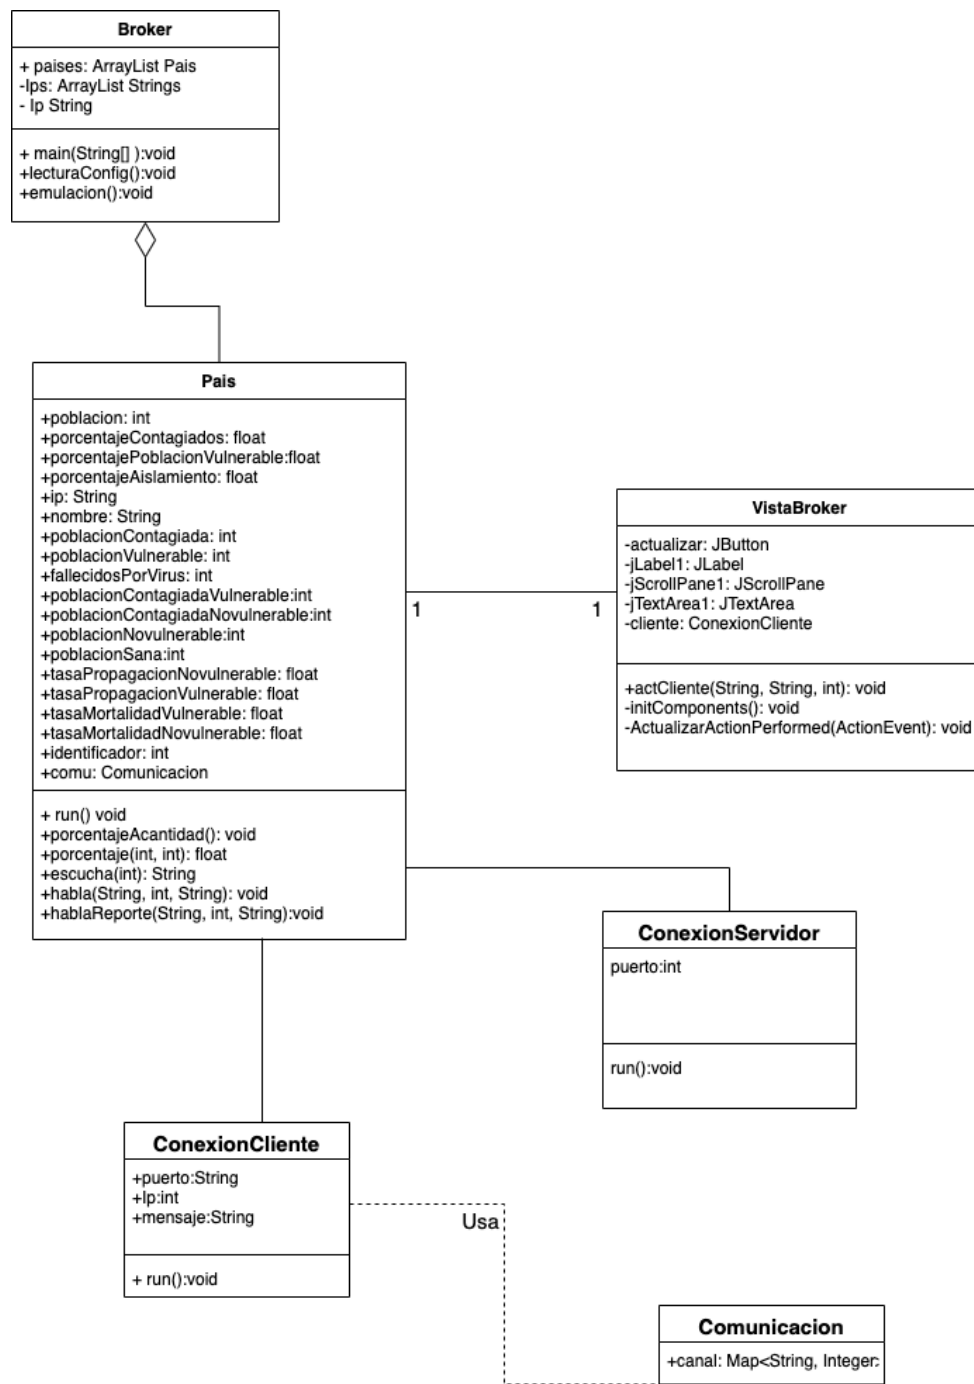 Broker
+ paises: ArrayList Pais
-Ips: ArrayList Strings
- Ip String
+ main(String[] ):void
+lecturaConfig():void
+emulacion():void
Pais
+poblacion: int
+porcentajeContagiados: float
+porcentajePoblacionVulnerable:float
+porcentajeAislamiento: float
+ip: String
+nombre: String
+poblacionContagiada: int
+poblacionVulnerable: int
+fallecidosPorVirus: int
+poblacionContagiadaVulnerable:int
+poblacionContagiadaNovulnerable:int
+poblacionNovulnerable:int
+poblacionSana:int
+tasaPropagacionNovulnerable: float
+tasaPropagacionVulnerable: float
+tasaMortalidadVulnerable: float
+tasaMortalidadNovulnerable: float
+identificador: int
+comu: Comunicacion
+ run() void
+porcentajeAcantidad(): void
+porcentaje(int, int): float
+escucha(int): String
+habla(String, int, String): void
+hablaReporte(String, int, String):void
1
1
VistaBroker
-actualizar: JButton
-jLabel1: JLabel
-jScrollPane1: JScrollPane
-jTextArea1: JTextArea
-cliente: ConexionCliente
+actCliente(String, String, int): void
-initComponents(): void
-ActualizarActionPerformed(ActionEvent): void
ConexionServidor
puerto:int
run():void
ConexionCliente
+puerto:String
+Ip:int
+mensaje:String
+ run():void
Usa
Comunicacion
+canal: Map<String, Integer>